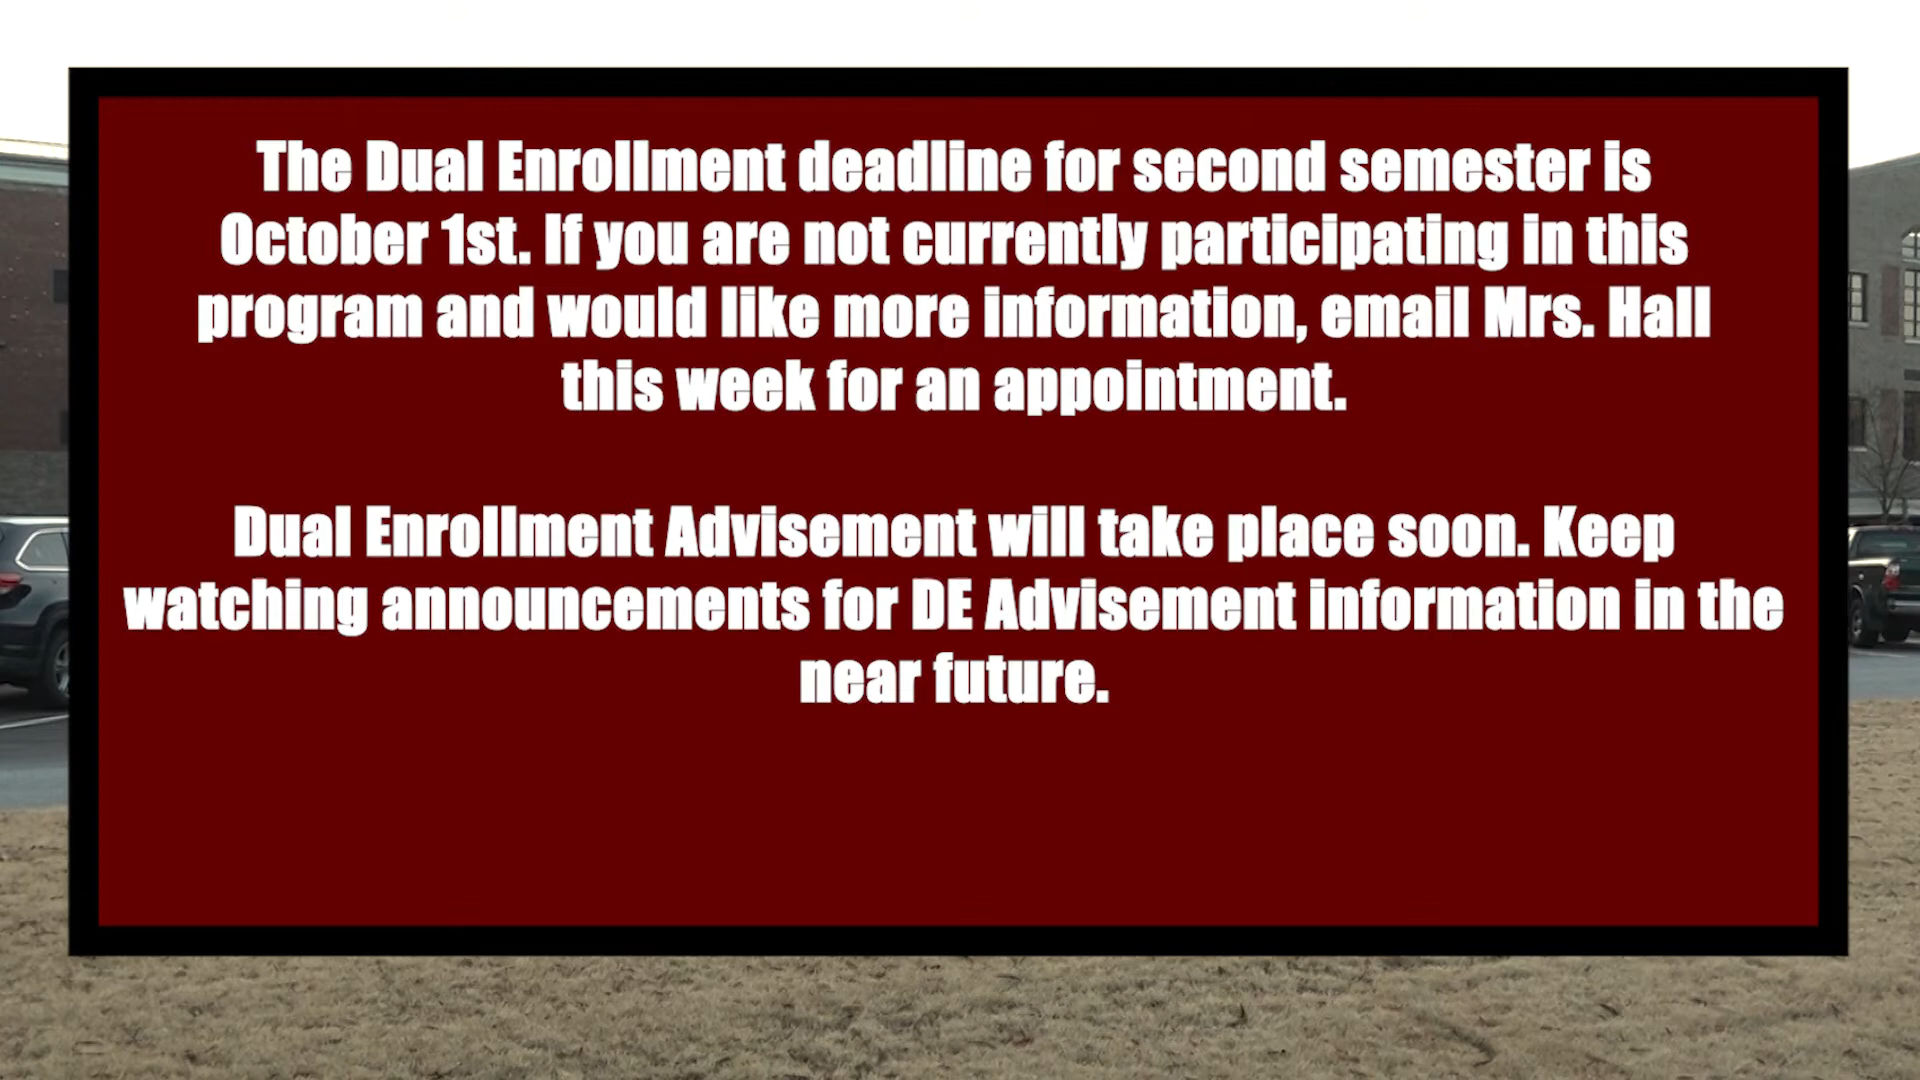 The Dual Enrollment deadline for second semester is
October 1st. If you are not currently participating in this
program and would like more information, email Mrs. Hall
this week for an appointment.
Dual Enrollment Advisement will take place soon. Keep
watching announcements for DE Advisement information in the
near future.